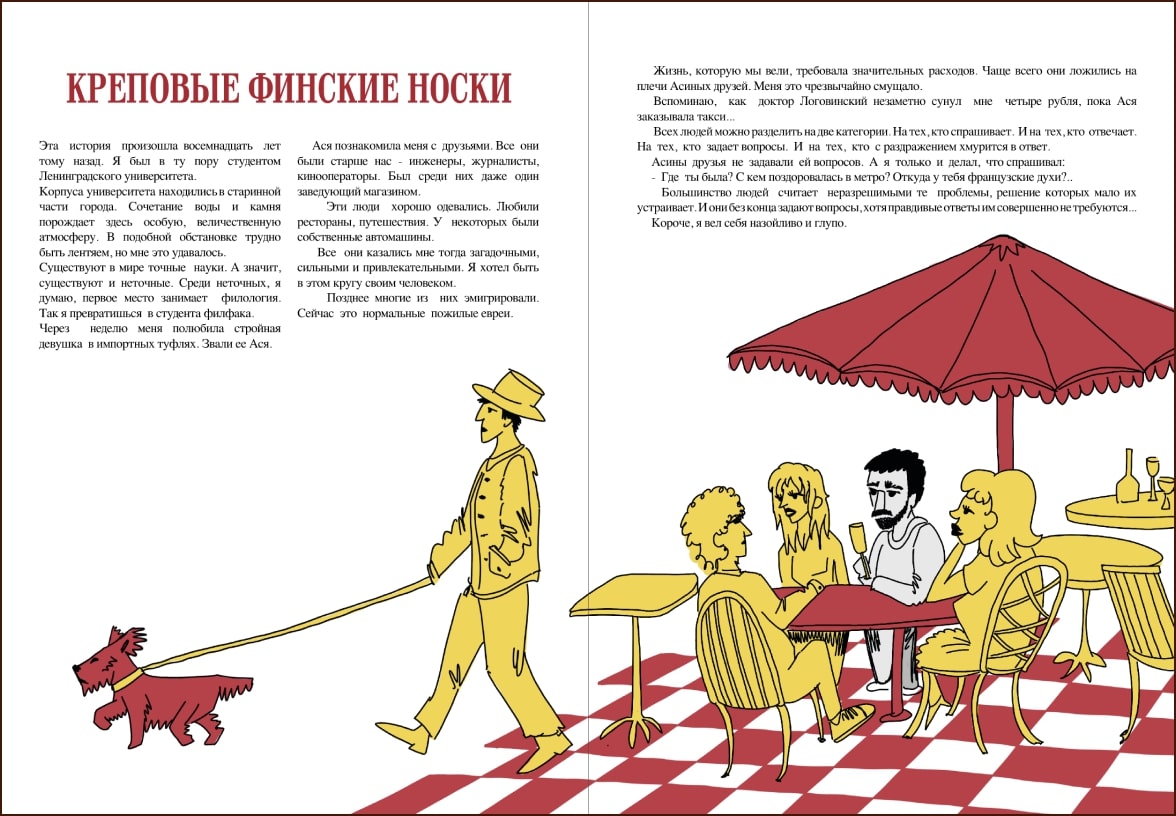 КРЕПОВЫЕ ФИНСКИЕ НОСКИ
Эта история произошла восемнадцать лет
тому назад. Я был в ту пору студентом
Ленинградского университета.
Корпуса университета находились в старинной
части города. Сочетание воды и камня
порождает здесь особую, величественную
атмосферу. В подобной обстановке трудно
быть лентяем, но мне это удавалось.
Существуют в мире точные науки. А значит,
существуют и неточные. Среди неточных, я
думаю, первое место занимает филология.
Так я превратишься в студента филфака.
Через неделю меня полюбила стройная
девушка в импортных туфлях. Звали ее Ася.
Ася познакомила меня с друзьями. Все они
были старше нас - инженеры, журналисты,
кинооператоры. Был среди них даже один
заведующий магазином.
Эти люди хорошо одевались. Любили
рестораны, путешествия. У некоторых были
собственные автомашины.
Все они казались мне тогда загадочными,
сильными и привлекательными. Я хотел быть
в этом кругу своим человеком.
Позднее многие из них эмигрировали.
Сейчас это нормальные пожилые евреи.
Жизнь, которую мы вели, требовала значительных расходов. Чаще всего они ложились на
плечи Асиных друзей. Меня это чрезвычайно смущало.
Вспоминаю, как доктор Логовинский незаметно сунул мне четыре рубля, пока Ася
заказывала такси...
Всех людей можно разделить на две категории. На тех, кто спрашивает. И на тех, кто отвечает.
На тех, кто задает вопросы. И на тех, кто с раздражением хмурится в ответ.
Асины друзья не задавали ей вопросов. А я только и делал, что спрашивал:
- Где ты была? С кем поздоровалась в метро? Откуда у тебя французские духи?..
Большинство людей считает неразрешимыми те проблемы, решение которых мало их
устраивает. И они без конца задают вопросы, хотя правдивые ответы им совершенно не требуются...
Короче, я вел себя назойливо и глупо.